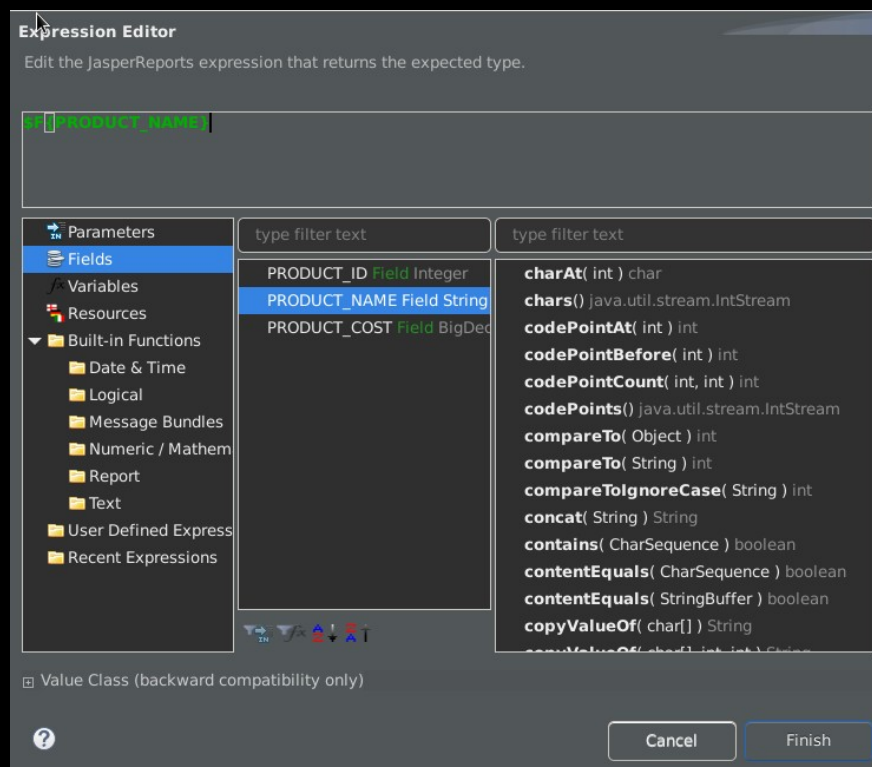 Expression Editor
Edit the JasperReports expression that returns the expected type.
$F{PRODUCT_NAME}
Parameters
Fields
Variables
Resources
Built-in Functions
Date & Time
Logical
Message Bundles
Numeric / Mathem
Report
Text
User Defined Express
Recent Expressions
type filter text
PRODUCT_ID Field Integer
PRODUCT_NAME Field String
PRODUCT_COST Field BigDec
type filter text
charAt( int ) char
chars() java.util.stream.IntStream
codePointAt( int ) int
codePointBefore( int ) int
codePointCount( int, int ) int
codePoints() java.util.stream.IntStream
compareTo( Object ) int
compareTo( String ) int
compareToIgnoreCase( String ) int
concat( String ) String
contains( CharSequence ) boolean
contentEquals( CharSequence ) boolean
contentEquals( StringBuffer ) boolean
copyValueOf( char[] ) String
copyValueOf( char[], int, int ) String
Value Class (backward compatibility only)
Cancel
Finish